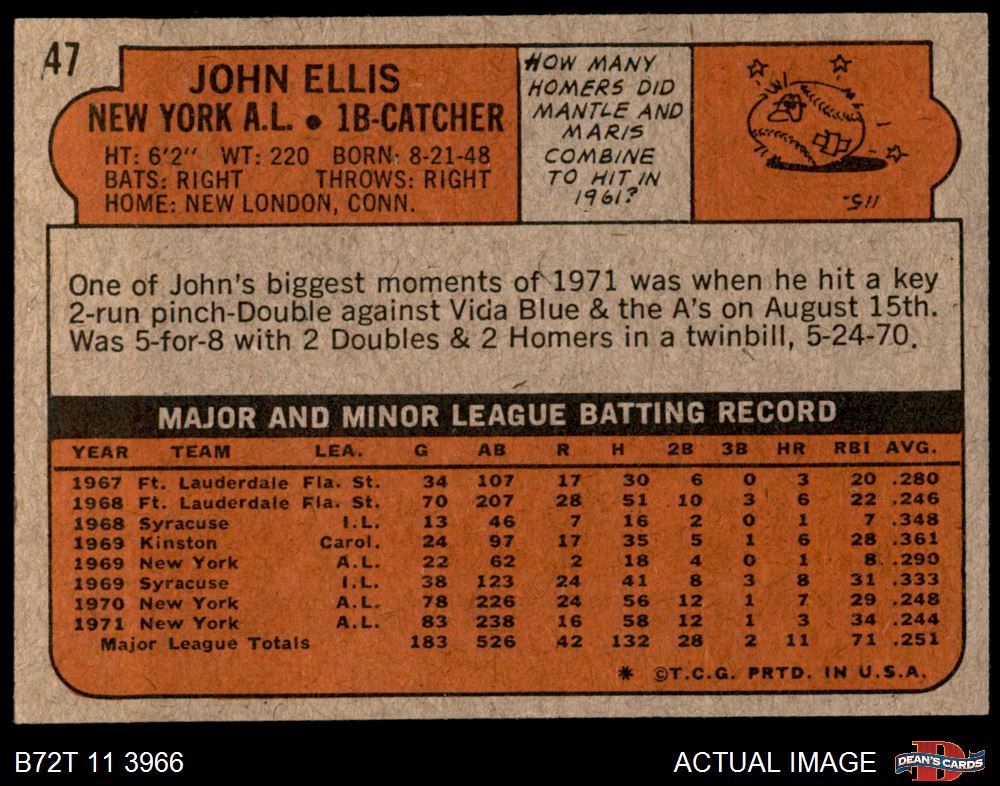 47
JOHN ELLIS
NEW YORK A.L. • 1B-CATCHER
HT: 6'2" WT: 220 BORN: 8-21-48
BATS: RIGHT THROWS: RIGHT
HOME: NEW LONDON, CONN.
HOW MANY
HOMERS DID
MANTLE AND
MARIS
COMBINE
TO HIT IN
1961?
115.
One of John's biggest moments of 1971 was when he hit a key
2-run pinch-Double against Vida Blue & the A's on August 15th.
Was 5-for-8 with 2 Doubles & 2 Homers in a twinbill, 5-24-70.
MAJOR AND MINOR LEAGUE BATTING RECORD
YEAR TEAM LEA. G AB R H 2B 3B HR RBI AVG.
1967 Ft. Lauderdale Fla. St. 34 107 17 30 6 0 3 20 .280
1968 Ft. Lauderdale Fla. St. 70 207 28 51 10 3 6 22 .246
1968 Syracuse I.L. 13 46 7 16 2 0 1 7 .348
1969 Kinston Carol. 24 97 17 35 5 1 6 28 .361
1969 New York A.L. 22 62 2 18 4 0 1 8 .290
1969 Syracuse I.L. 38 123 24 41 8 3 8 31 .333
1970 New York A.L. 78 226 24 56 12 1 7 29 .248
1971 New York A.L. 83 238 16 58 12 1 3 34 .244
Major League Totals 183 526 42 132 28 2 11 71 .251
* ©T.C.G. PRTD. IN U.S.A.
B72T 11 3966
ACTUAL IMAGE
DEAN'S CARDS